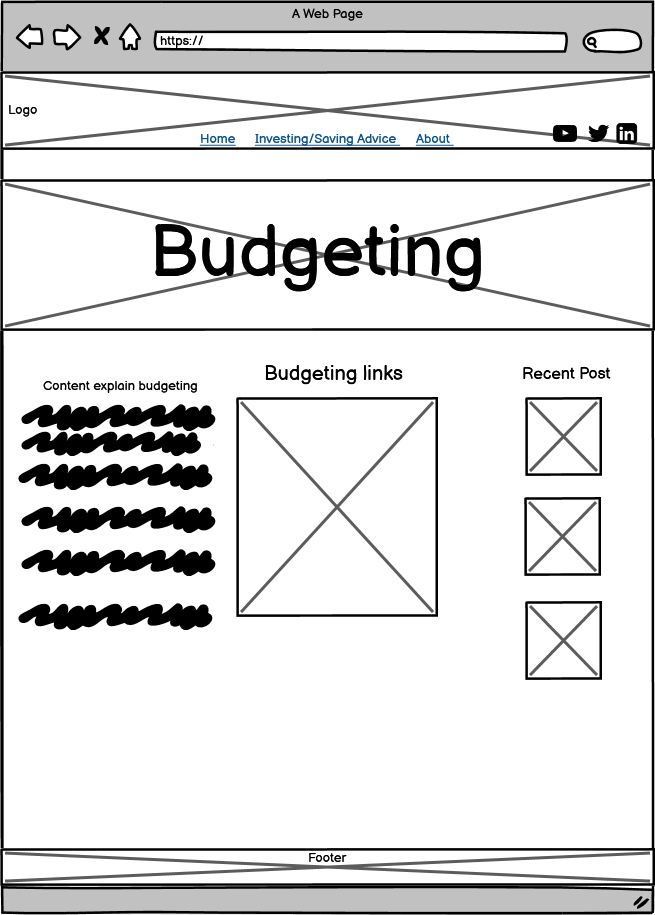 A Web Page
https://
Logo
Home Investing/Saving Advice About
Budgeting
Content explain budgeting
Budgeting links
Recent Post
Footer